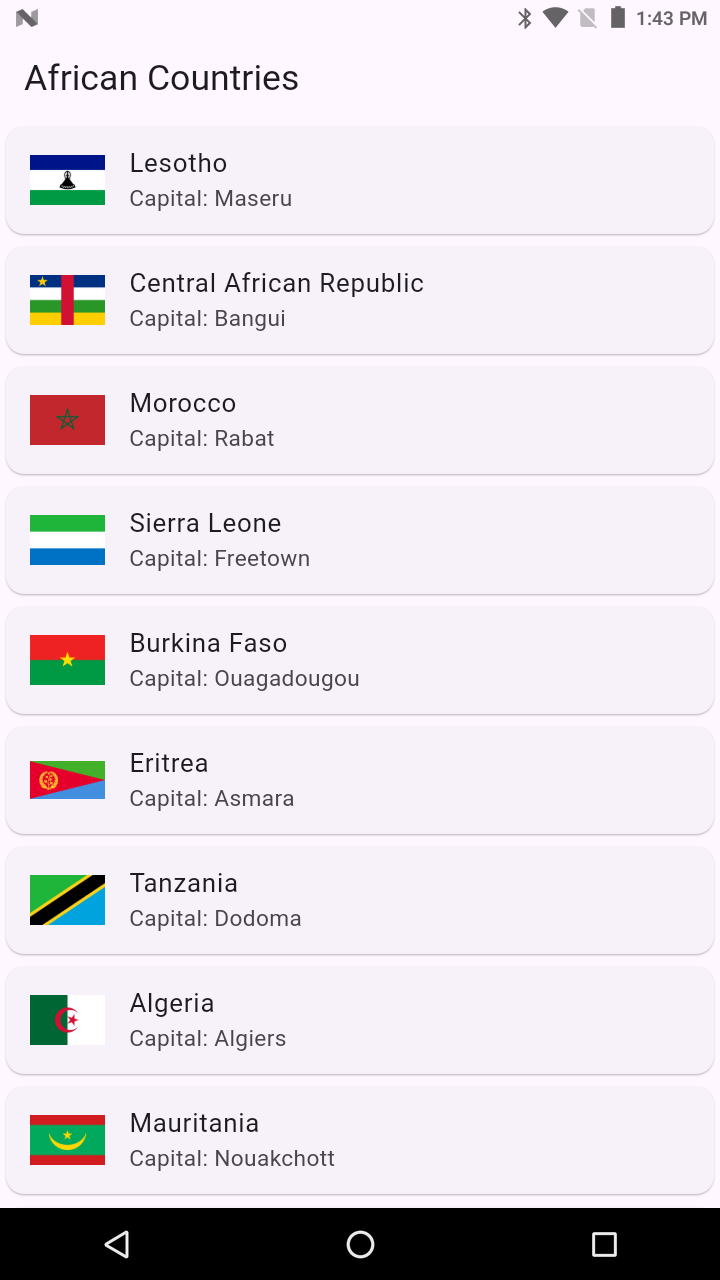 1:43 PM
African Countries
Lesotho
Capital: Maseru
Central African Republic
Capital: Bangui
Morocco
Capital: Rabat
Sierra Leone
Capital: Freetown
Burkina Faso
Capital: Ouagadougou
Eritrea
Capital: Asmara
Tanzania
Capital: Dodoma
Algeria
Capital: Algiers
Mauritania
Capital: Nouakchott